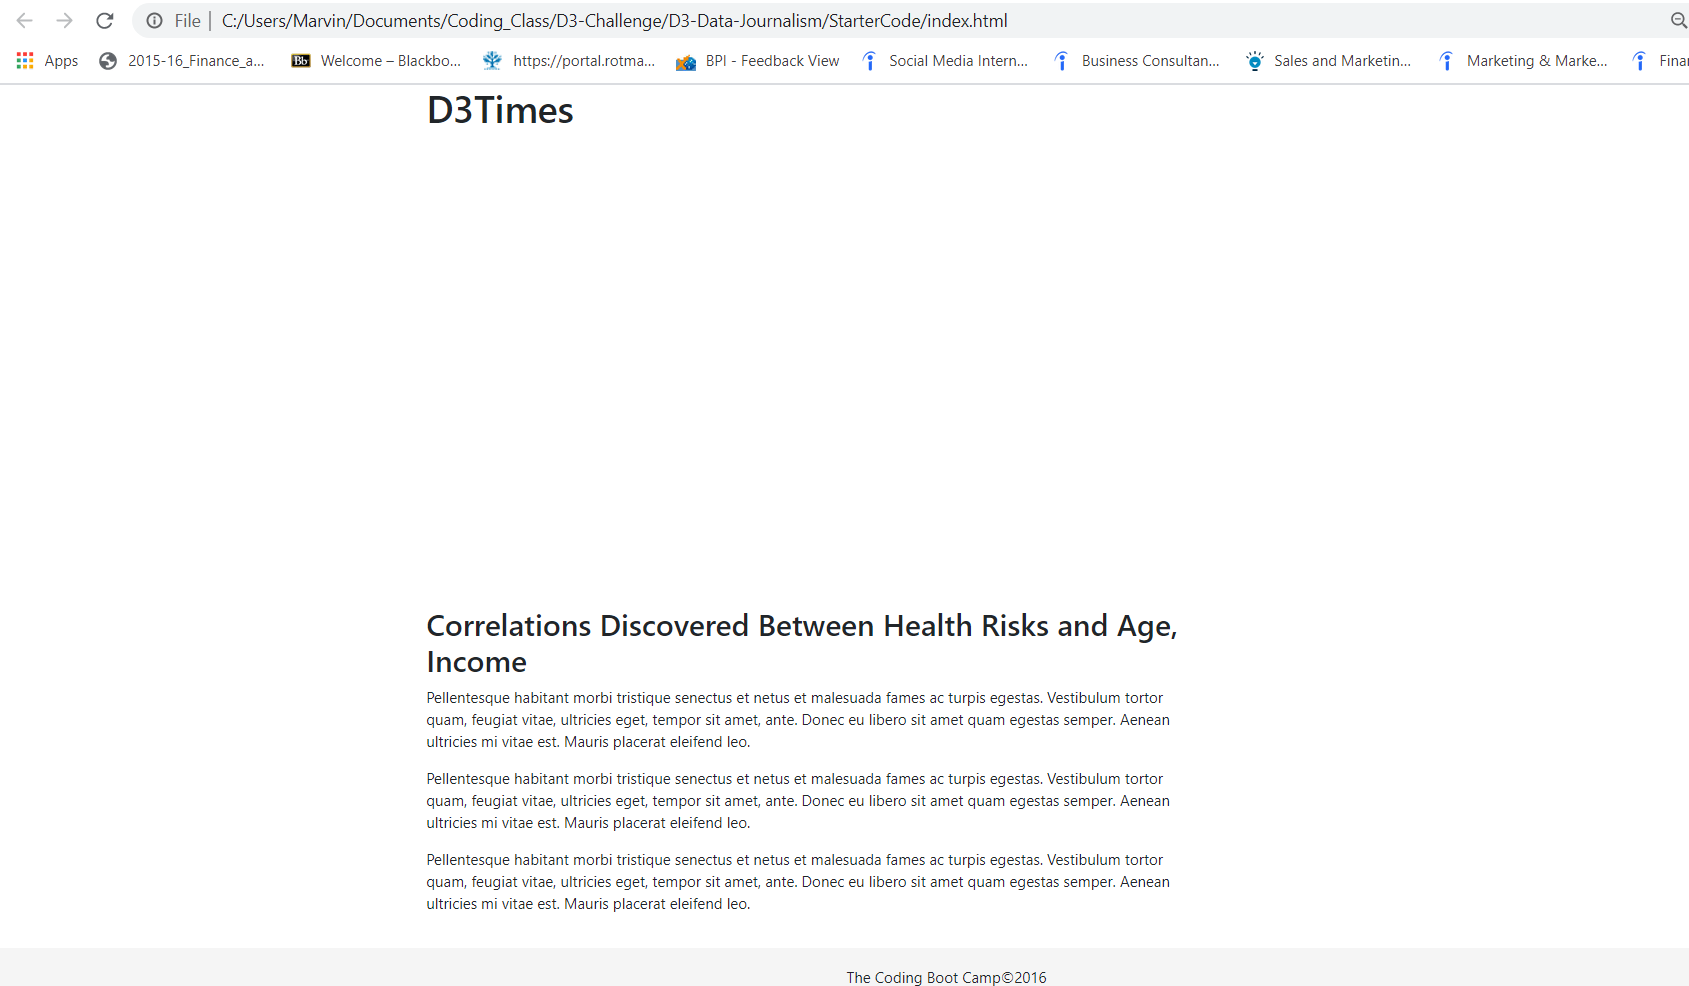 File | C:/Users/Marvin/Documents/Coding_Class/D3-Challenge/D3-Data-Journalism/StarterCode/index.html
Apps 2015-16_Finance_a... Bb Welcome – Blackbo... https://portal.rotma... BPI - Feedback View Social Media Intern... Business Consultan... Sales and Marketin... Marketing & Marke... Finar
D3Times
Correlations Discovered Between Health Risks and Age,
Income
Pellentesque habitant morbi tristique senectus et netus et malesuada fames ac turpis egestas. Vestibulum tortor
quam, feugiat vitae, ultricies eget, tempor sit amet, ante. Donec eu libero sit amet quam egestas semper. Aenean
ultricies mi vitae est. Mauris placerat eleifend leo.
Pellentesque habitant morbi tristique senectus et netus et malesuada fames ac turpis egestas. Vestibulum tortor
quam, feugiat vitae, ultricies eget, tempor sit amet, ante. Donec eu libero sit amet quam egestas semper. Aenean
ultricies mi vitae est. Mauris placerat eleifend leo.
Pellentesque habitant morbi tristique senectus et netus et malesuada fames ac turpis egestas. Vestibulum tortor
quam, feugiat vitae, ultricies eget, tempor sit amet, ante. Donec eu libero sit amet quam egestas semper. Aenean
ultricies mi vitae est. Mauris placerat eleifend leo.
The Coding Boot Camp©2016